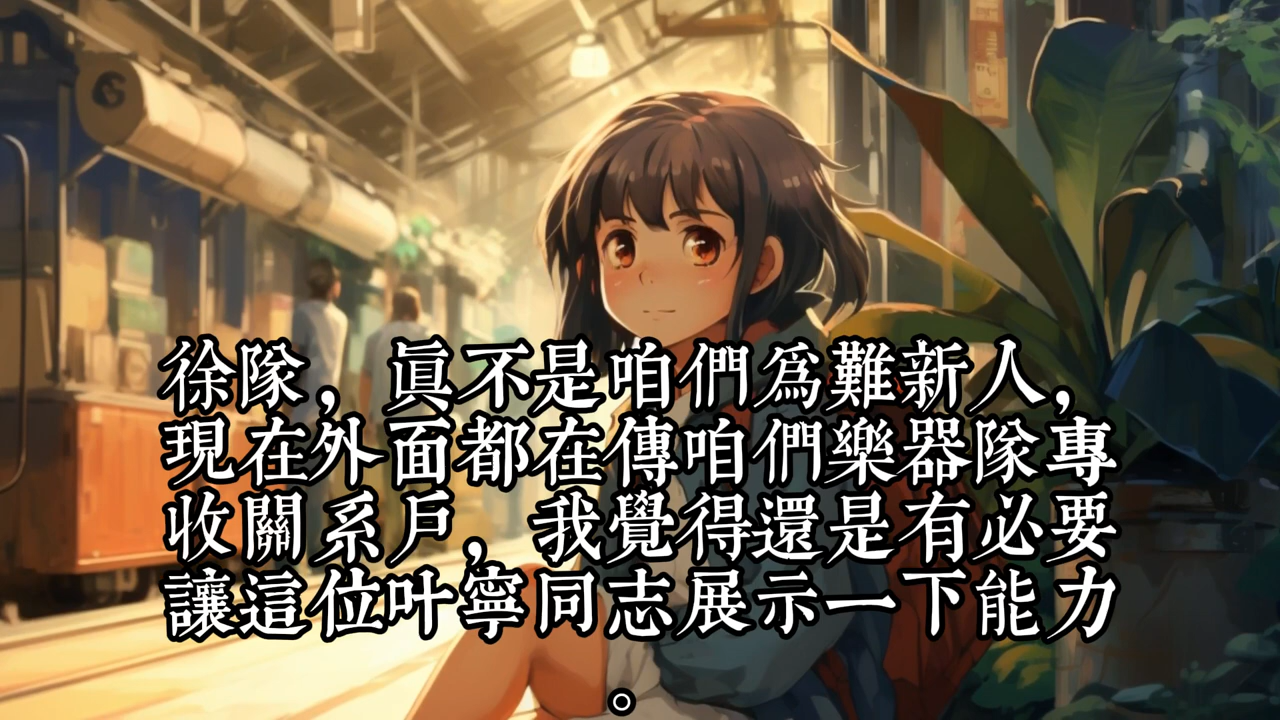 徐隊，眞不是咱們爲難新人，
現在外面都在傳咱們樂器隊專
收關系戶，我覺得還是有必要
讓這位叶寧同志展示一下能力
。
6